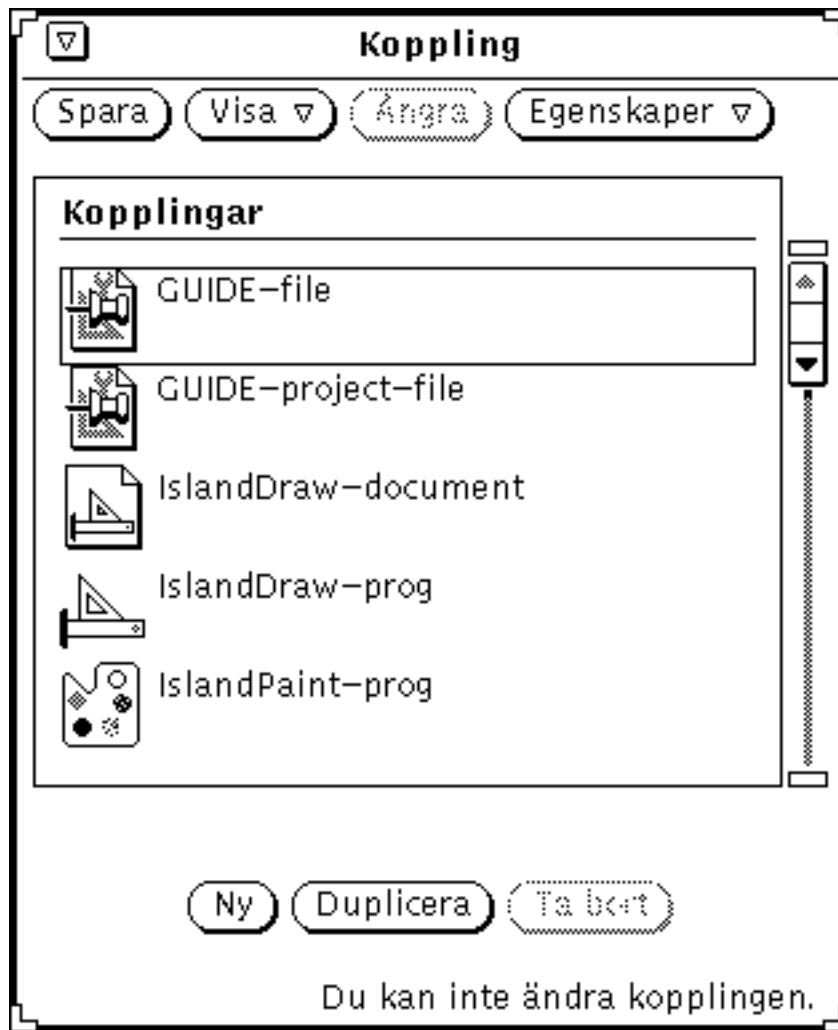 Koppling
Spara Visa Ångra Egenskaper
Kopplingar
GUIDE-file
GUIDE-project-file
IslandDraw-document
IslandDraw-prog
IslandPaint-prog
Ny Duplicera Ta bort
Du kan inte ändra kopplingen.